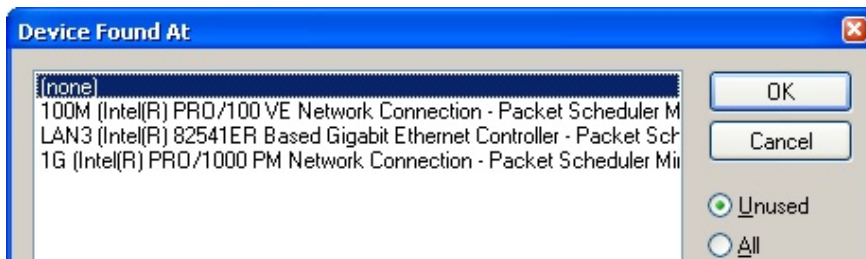 Device Found At
(none)
100M (Intel(R) PRO/100 VE Network Connection - Packet Scheduler M
LAN3 (Intel(R) 82541ER Based Gigabit Ethernet Controller - Packet Sch
1G (Intel(R) PRO/1000 PM Network Connection - Packet Scheduler Min
OK
Cancel
Unused
All